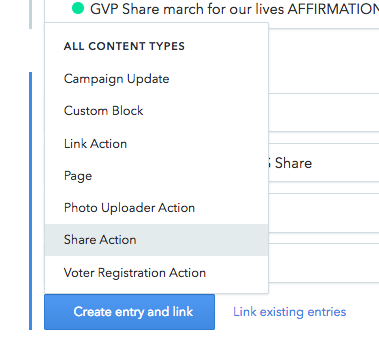 GVP Share march for our lives AFFIRMATION
ALL CONTENT TYPES
Campaign Update
Custom Block
Link Action
Page
Share
Photo Uploader Action
Share Action
Voter Registration Action
Create entry and link
Link existing entries